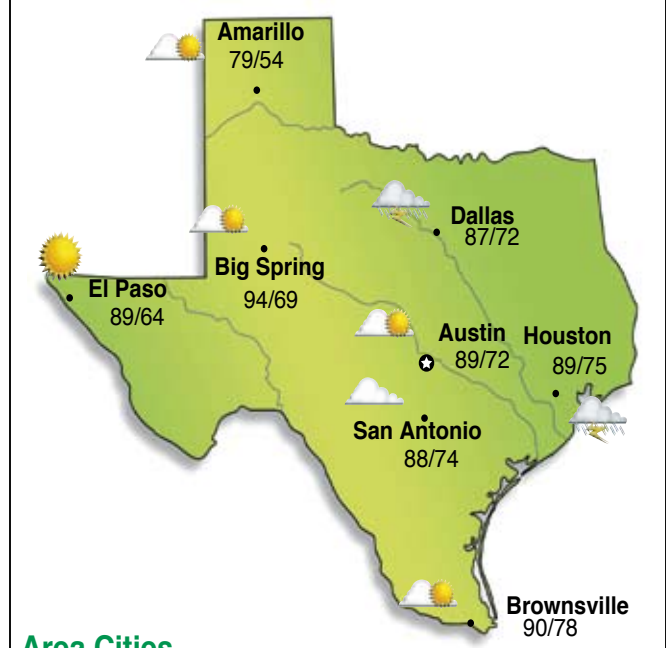 Amarillo
79/54
Dallas
87/72
Big Spring
94/69
El Paso
89/64
Austin
89/72
Houston
89/75
San Antonio
88/74
Brownsville
90/78
Area Cities